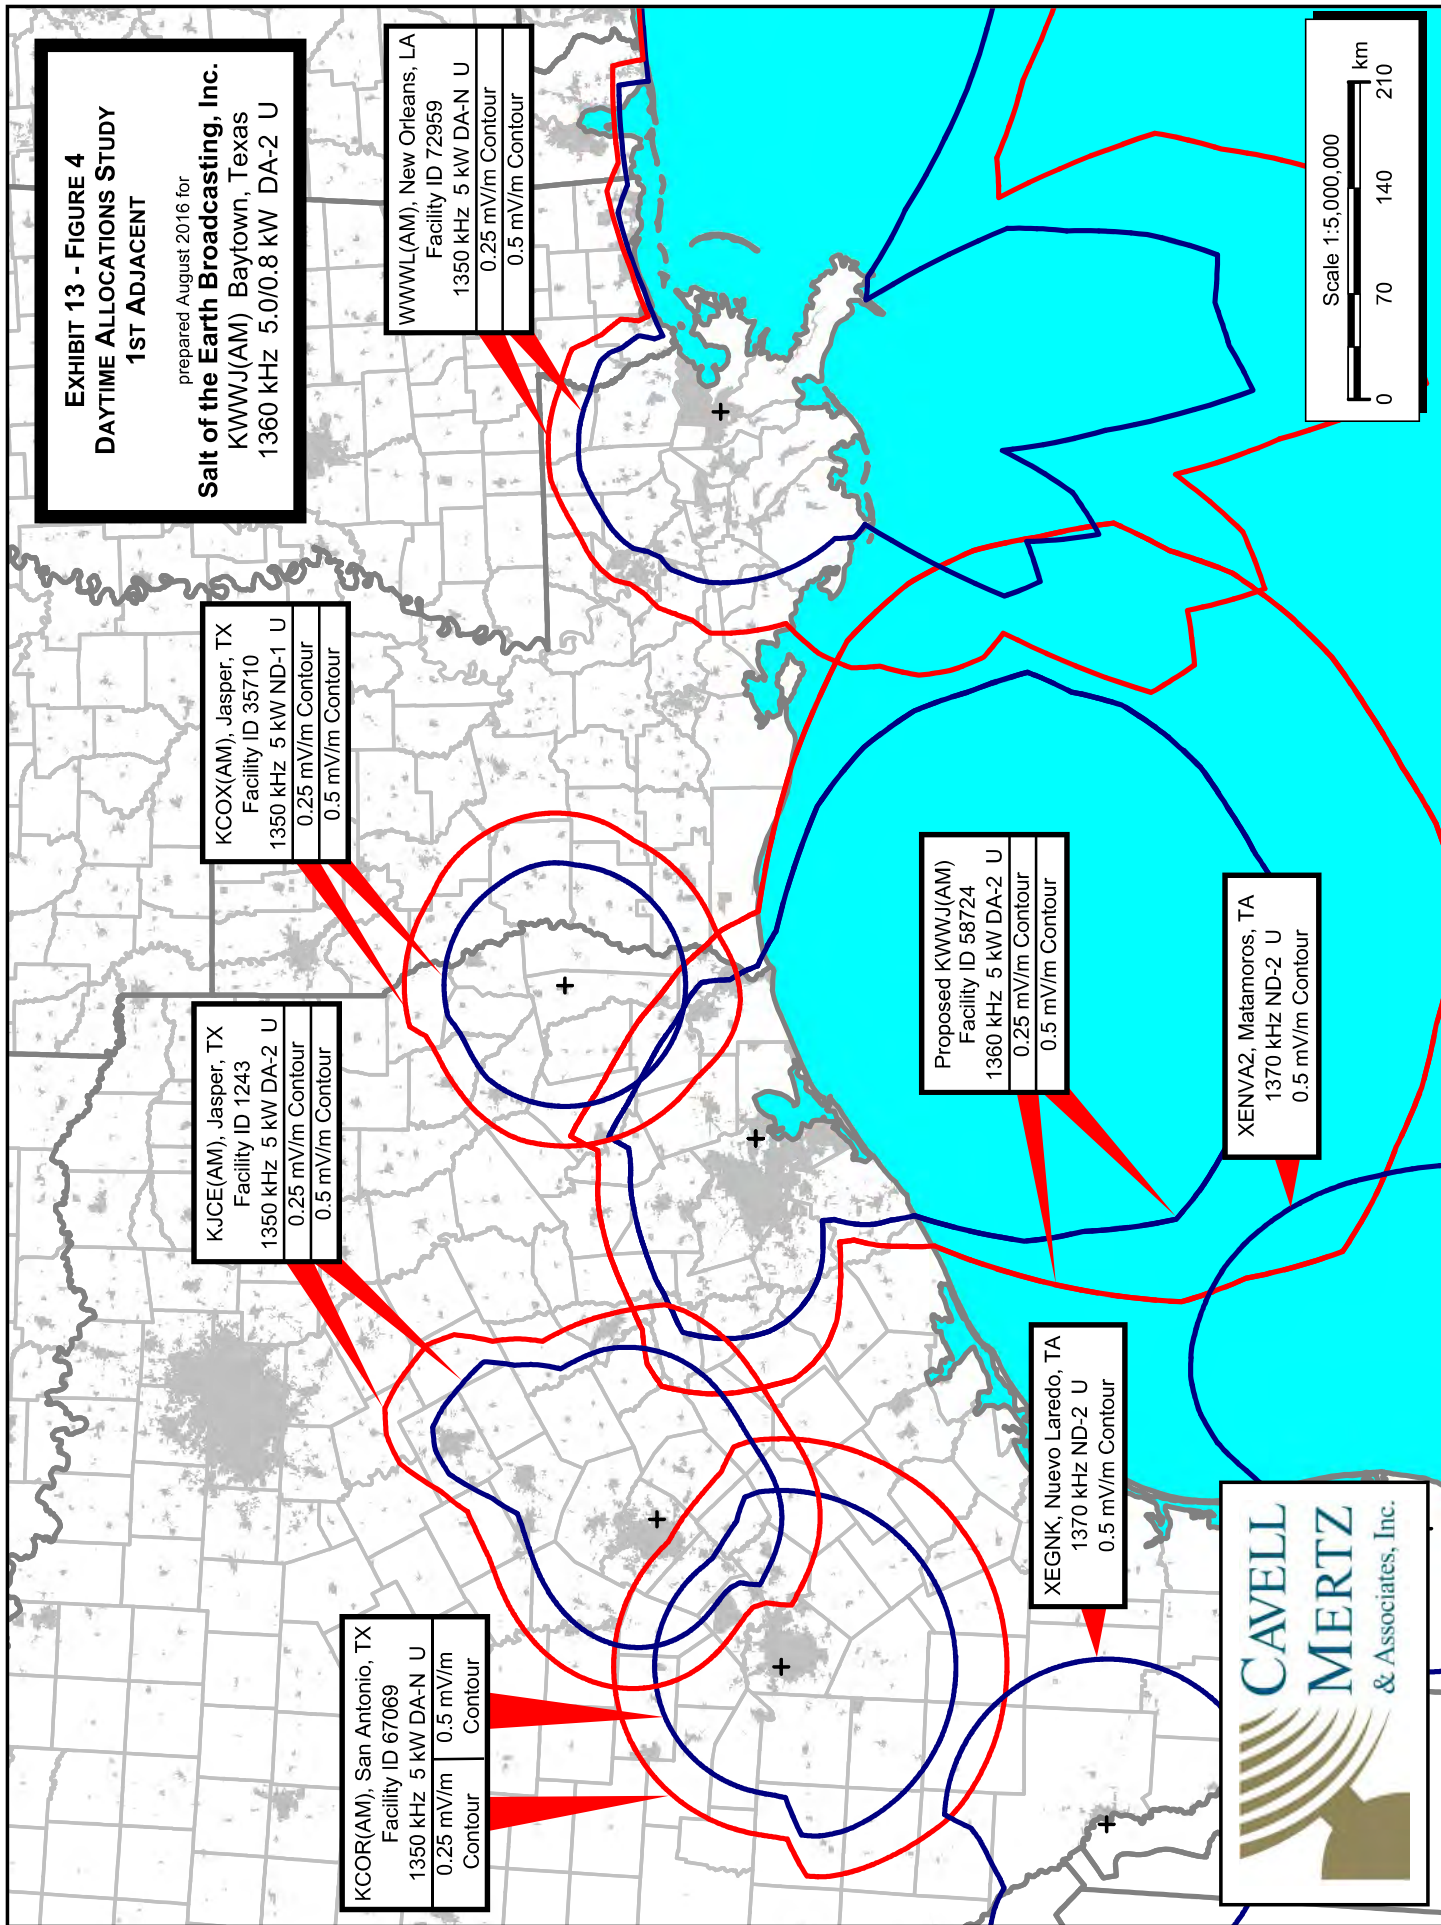 EXHIBIT 13 - FIGURE 4
DAYTIME ALLOCATIONS STUDY
1ST ADJACENT
prepared August 2016 for
Salt of the Earth Broadcasting, Inc.
KWWJ(AM) Baytown, Texas
1360 kHz 5.0/0.8 kW DA-2 U
WWWL(AM), New Orleans, LA
Facility ID 72959
1350 kHz 5 kW DA-N U
0.25 mV/m Contour
0.5 mV/m Contour
KCOX(AM), Jasper, TX
Facility ID 35710
1350 kHz 5 kW ND-1 U
0.25 mV/m Contour
0.5 mV/m Contour
KJCE(AM), Jasper, TX
Facility ID 1243
1350 kHz 5 kW DA-2 U
0.25 mV/m Contour
0.5 mV/m Contour
KCOR(AM), San Antonio, TX
Facility ID 67069
1350 kHz 5 kW DA-N U
0.25 mV/m Contour
0.5 mV/m Contour
Proposed KWWJ(AM)
Facility ID 58724
1360 kHz 5 kW DA-2 U
0.25 mV/m Contour
0.5 mV/m Contour
XENVA2, Matamoros, TA
1370 kHz ND-2 U
0.5 mV/m Contour
XEGNK, Nuevo Laredo, TA
1370 kHz ND-2 U
0.5 mV/m Contour
Scale 1:5,000,000
0 70 140 210 km
CAVELL
MERTZ
& Associates, Inc.